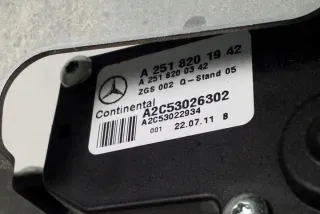 A 251 820 19 42
A 251 820 03 42
ZGS 002 Q-Stand 05
Continental
A2C53026302
A2C53022934
001 22.07.11 B